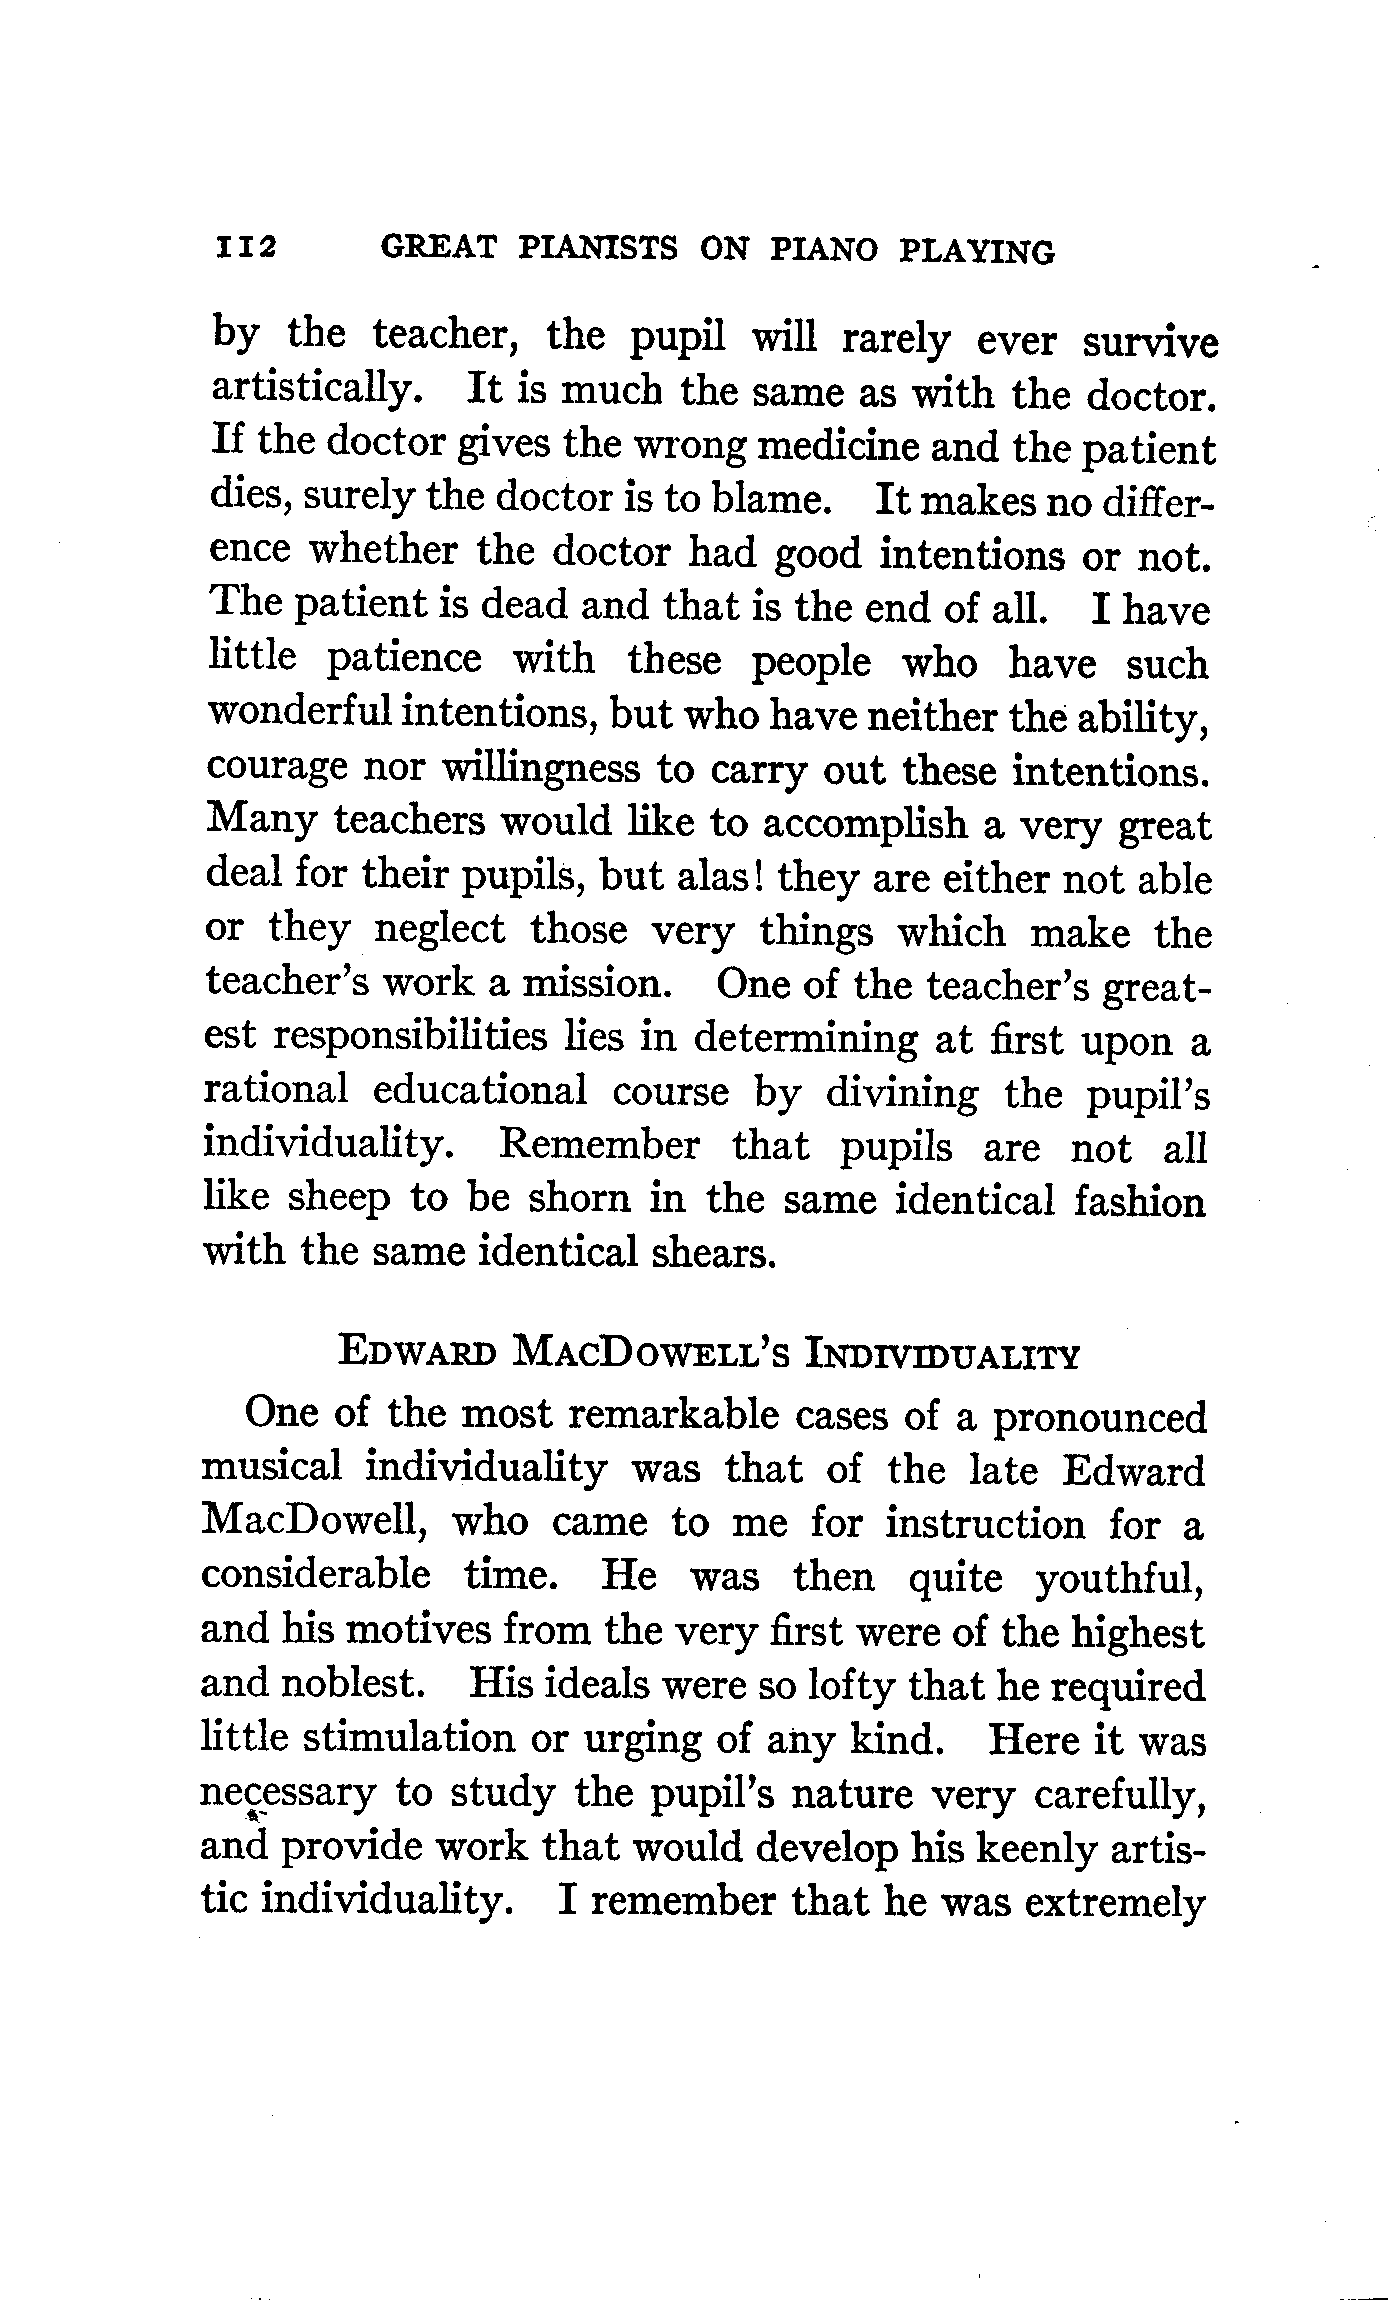 112 GREAT PIANISTS ON PIANO PLAYING
by the teacher, the pupil will rarely ever survive
artistically. It is much the same as with the doctor.
If the doctor gives the wrong medicine and the patient
dies, surely the doctor is to blame. It makes no differ-
ence whether the doctor had good intentions or not.
The patient is dead and that is the end of all. I have
little patience with these people who have such
wonderful intentions, but who have neither the ability,
courage nor willingness to carry out these intentions.
Many teachers would like to accomplish a very great
deal for their pupils, but alas! they are either not able
or they neglect those very things which make the
teacher's work a mission. One of the teacher's great-
est responsibilities lies in determining at first upon a
rational educational course by divining the pupil's
individuality. Remember that pupils are not all
like sheep to be shorn in the same identical fashion
with the same identical shears.
EDWARD MACDOWELL'S INDIVIDUALITY
One of the most remarkable cases of a pronounced
musical individuality was that of the late Edward
MacDowell, who came to me for instruction for a
considerable time. He was then quite youthful,
and his motives from the very first were of the highest
and noblest. His ideals were so lofty that he required
little stimulation or urging of any kind. Here it was
necessary to study the pupil's nature very carefully,
and provide work that would develop his keenly artis-
tic individuality. I remember that he was extremely